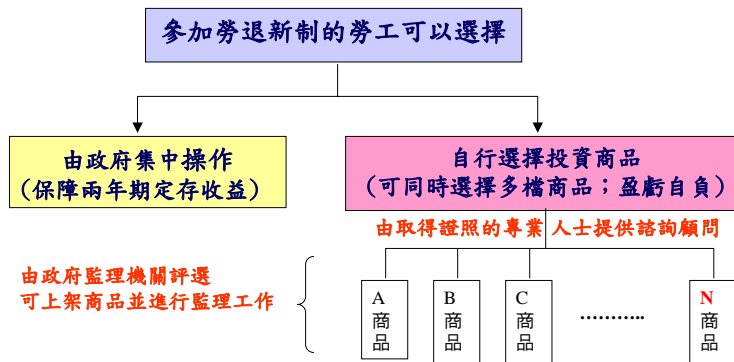 參加勞退新制的勞工可以選擇
由政府集中操作
(保障兩年期定存收益)
自行選擇投資商品
(可同時選擇多檔商品；盈虧自負)
由取得證照的專業 人士提供諮詢顧問
由政府監理機關評選
可上架商品並進行監理工作
A
商
品
B
商
品
C
商
品
………..
N
商
品